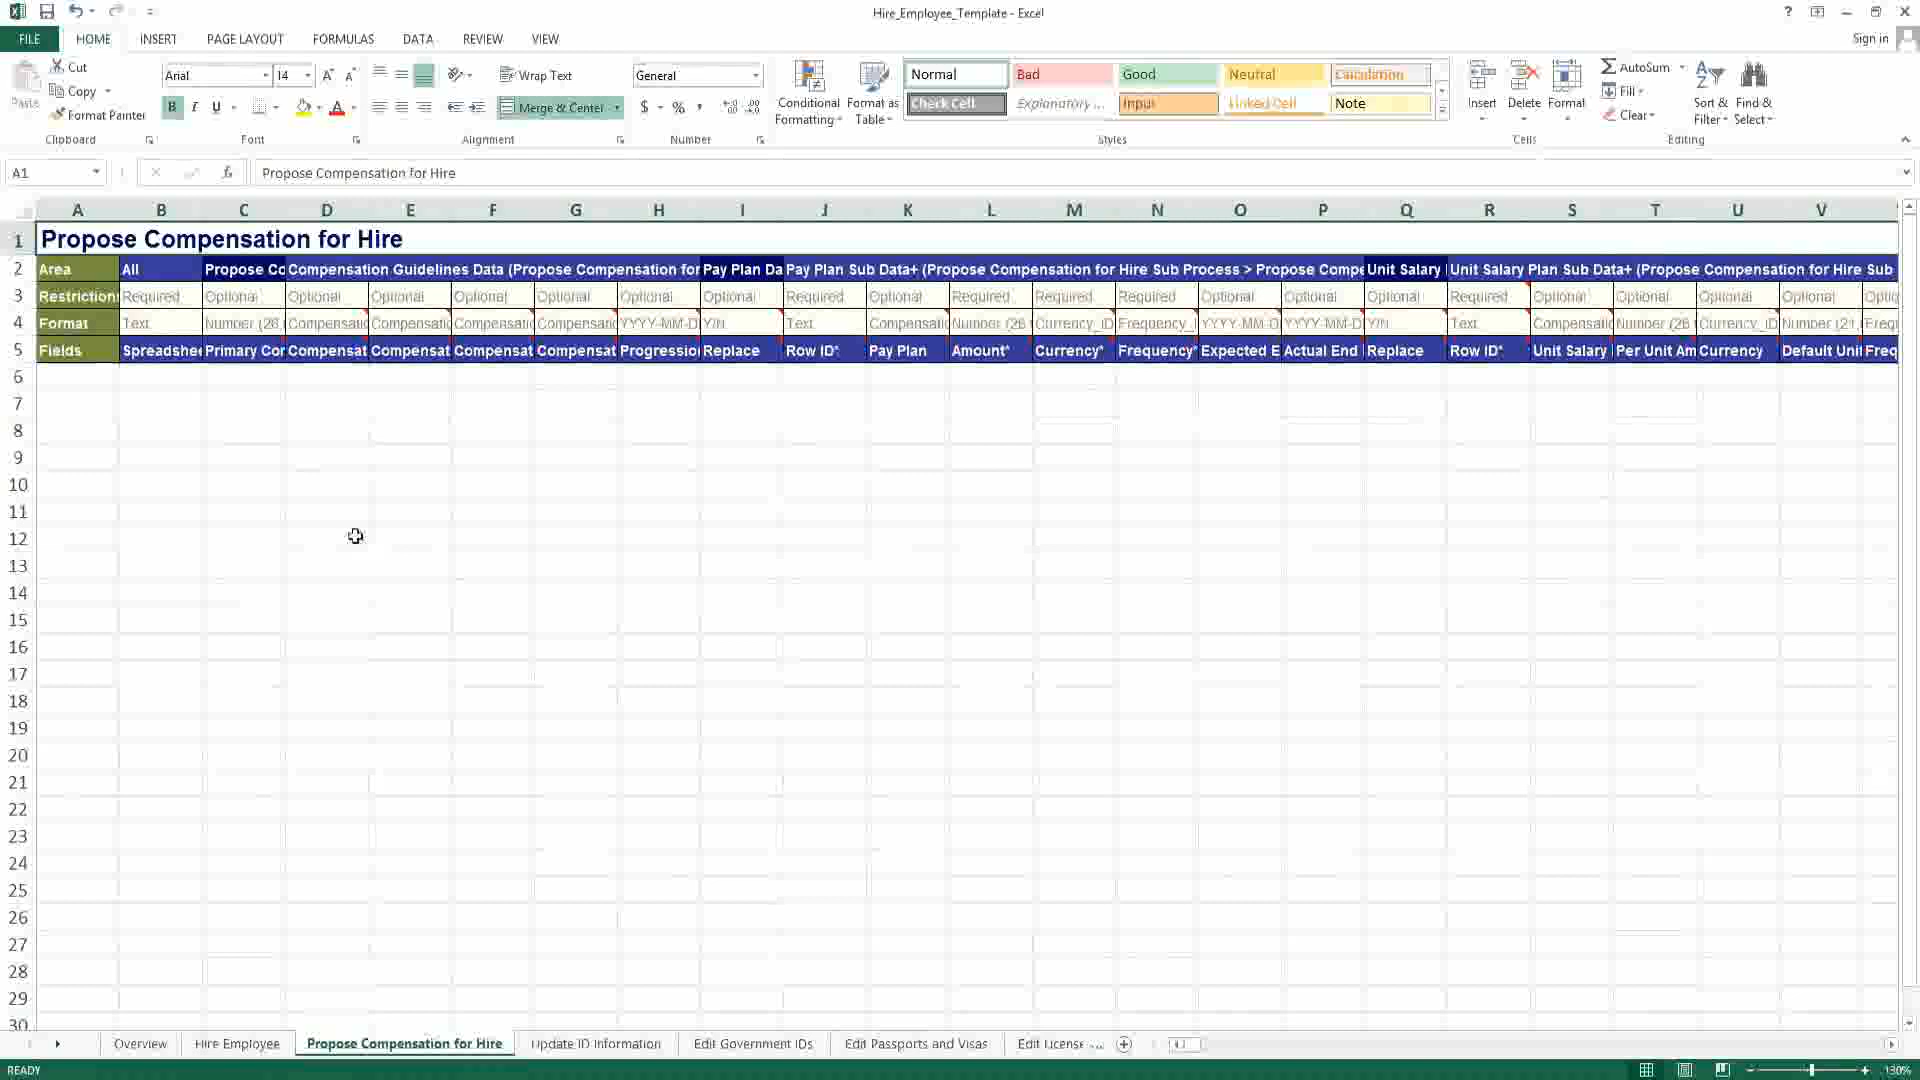 Hire_Employee_Template - Excel
?
FILE HOME INSERT PAGE LAYOUT FORMULAS DATA REVIEW VIEW Sign in
Paste Cut Copy Format Painter
Arial 14 A A B I U A
Wrap Text Merge & Center
General $ % ,
Conditional Formatting Format as Table
Normal Bad Good Neutral Calculation
Check Cell Explanatory ... Input Linked Cell Note
Insert Delete Format
AutoSum Fill Clear
Sort & Filter Find & Select
Clipboard Font Alignment Number Styles Cells Editing
A1 fx Propose Compensation for Hire
A B C D E F G H I J K L M N O P Q R S T U V
1 Propose Compensation for Hire
2 Area All Propose Co Compensation Guidelines Data (Propose Compensation for Pay Plan Da Pay Plan Sub Data+ (Propose Compensation for Hire Sub Process > Propose Compe Unit Salary Unit Salary Plan Sub Data+ (Propose Compensation for Hire Sub
3 Restrictions Required Optional Optional Optional Optional Optional Optional Optional Required Optional Required Required Required Optional Optional Optional Required Optional Optional Optional Optional Optio
4 Format Text Number (26, Compensati Compensati Compensati Compensati YYYY-MM-D Y/N Text Compensati Number (26 Currency_ID Frequency_ YYYY-MM-D YYYY-MM-D Y/N Text Compensati Number (26 Currency_ID Number (21, Freq
5 Fields Spreadshee Primary Cor Compensat Compensat Compensat Compensat Progression Replace Row ID* Pay Plan Amount* Currency* Frequency* Expected E Actual End Replace Row ID* Unit Salary Per Unit Am Currency Default Unit Freq
6
7
8
9
10
11
12
13
14
15
16
17
18
19
20
21
22
23
24
25
26
27
28
29
30
Overview Hire Employee Propose Compensation for Hire Update ID Information Edit Government IDs Edit Passports and Visas Edit License ...
READY 130%